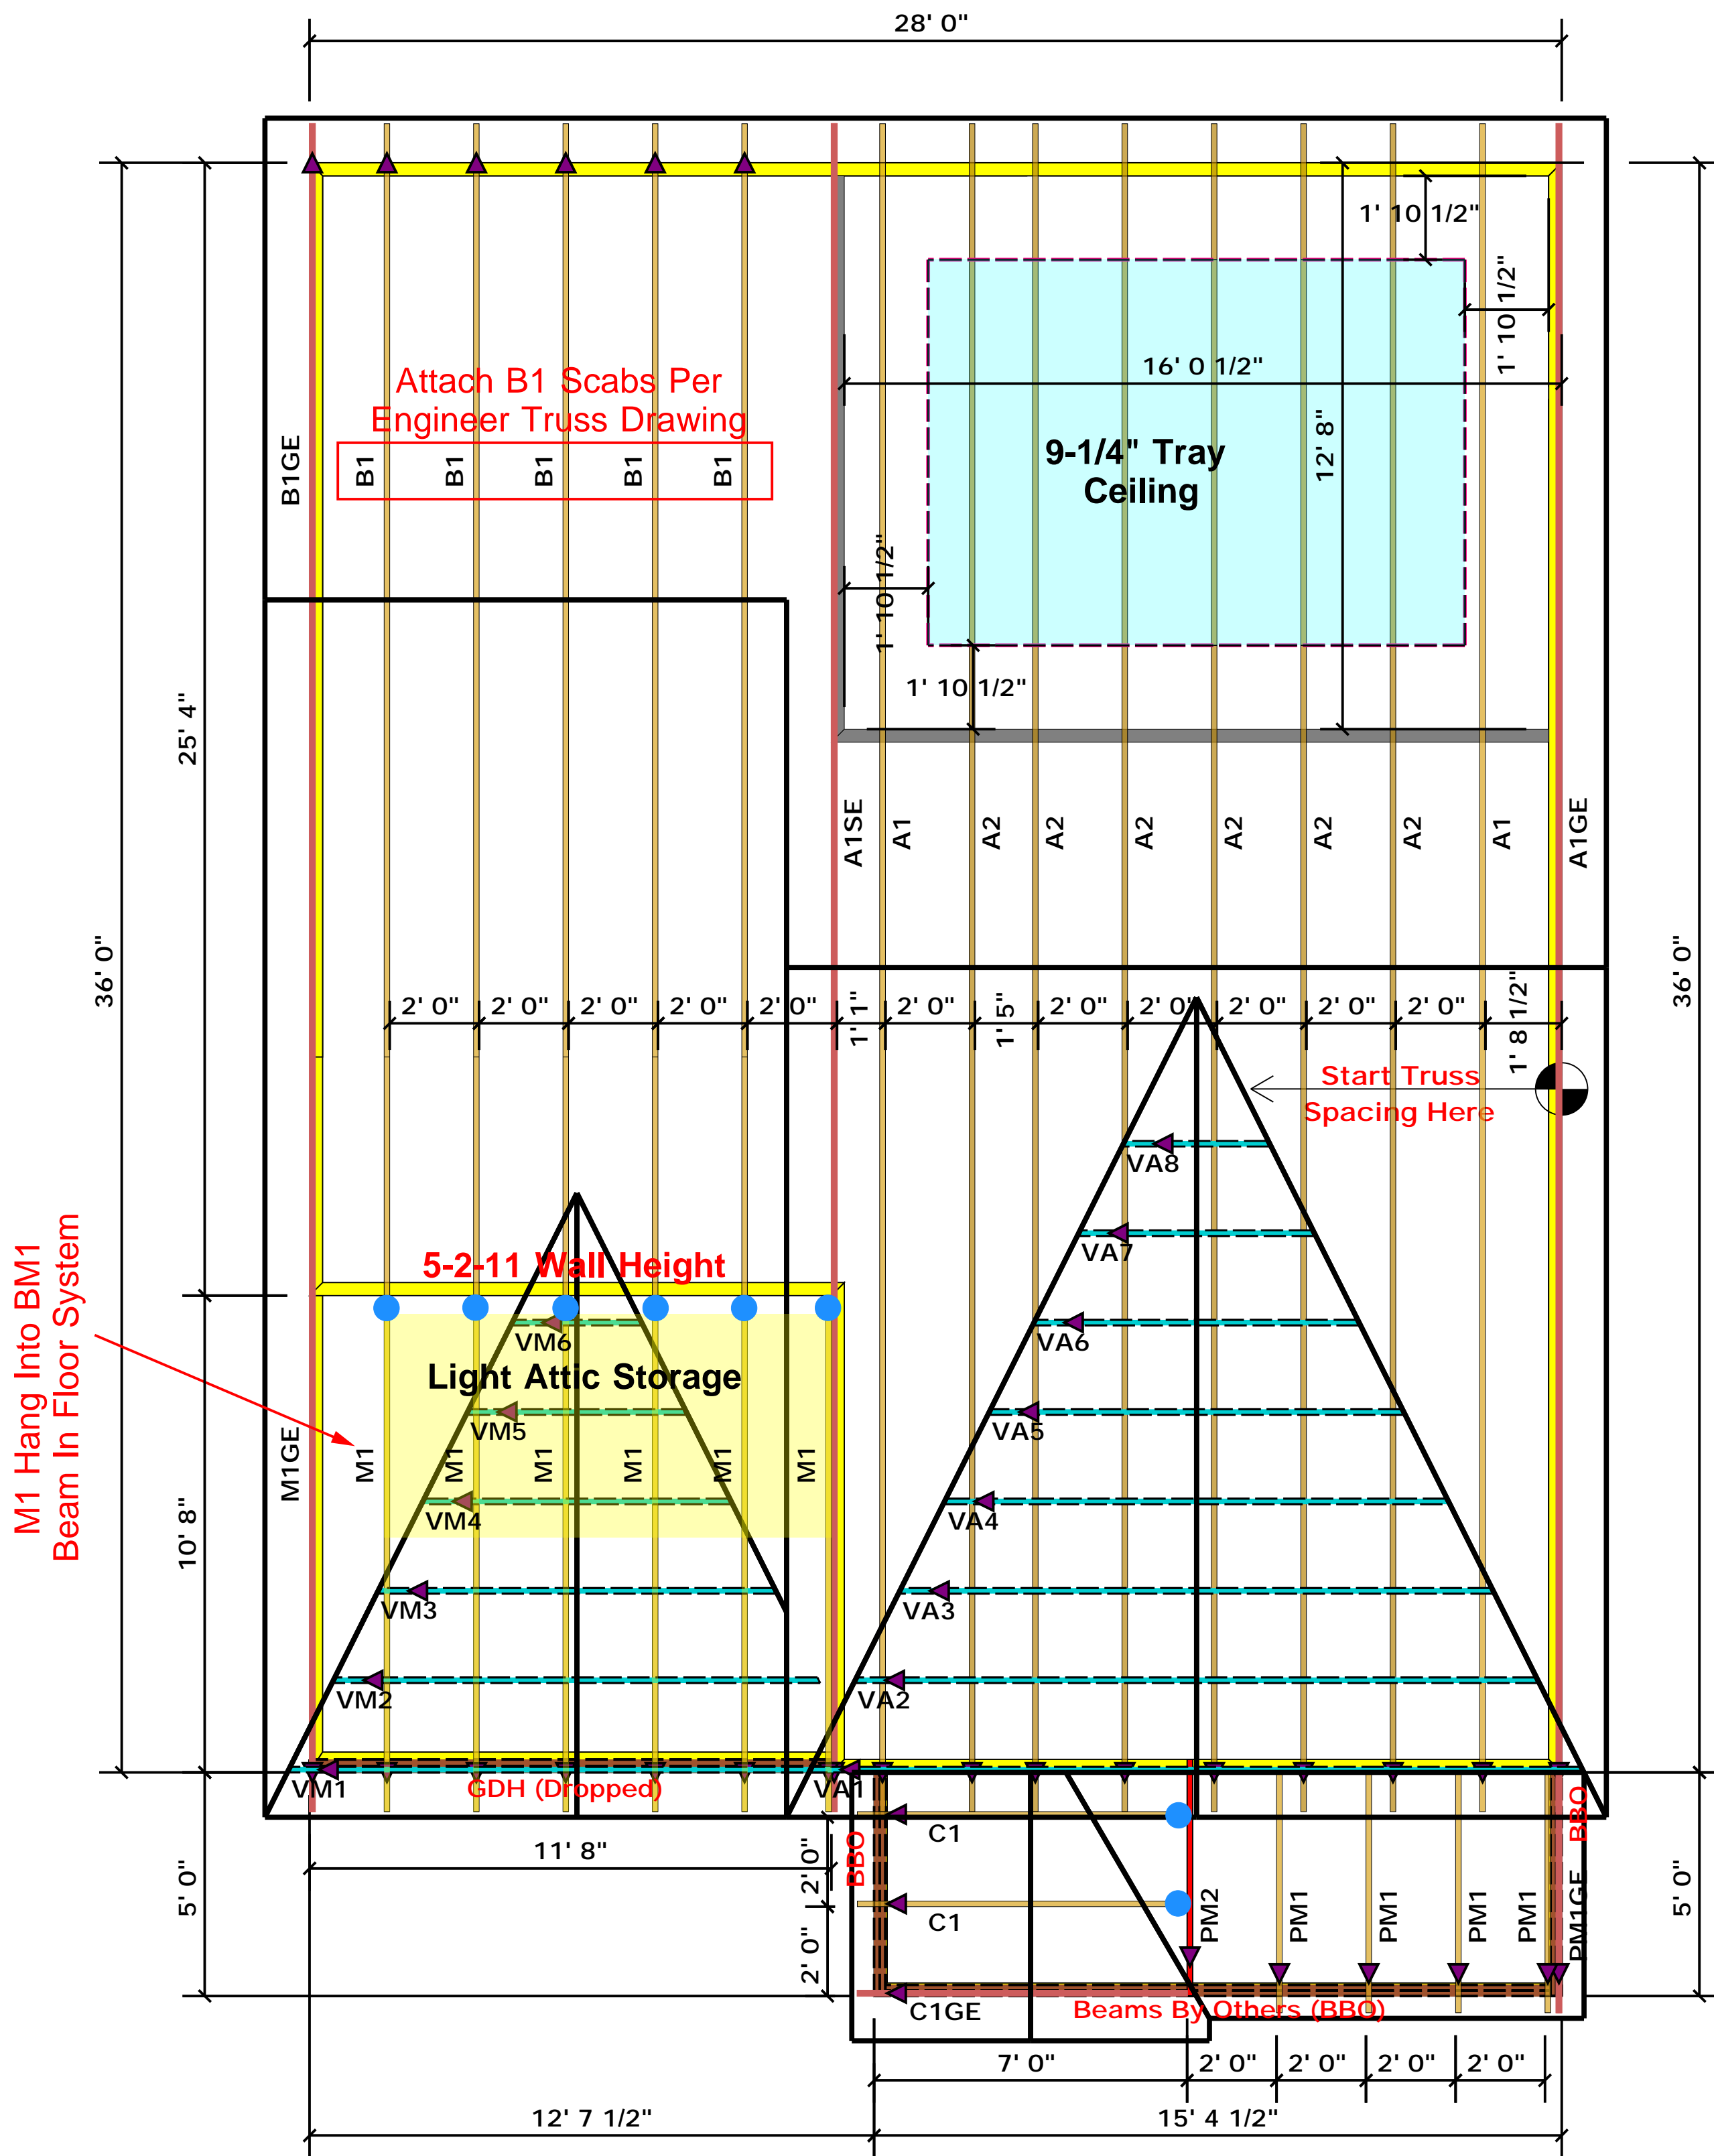 28' 0"
1' 10 1/2"
1' 10 1/2"
16' 0 1/2"
12' 8"
Attach B1 Scabs Per
Engineer Truss Drawing
9-1/4" Tray
Ceiling
B1GE
B1
B1
B1
B1
B1
1' 10 1/2"
1' 10 1/2"
25' 4"
36' 0"
36' 0"
A1SE
A1
A2
A2
A2
A2
A2
A2
A1
A1GE
2' 0"
2' 0"
2' 0"
2' 0"
2' 0"
1' 1"
2' 0"
1' 5"
2' 0"
2' 0"
2' 0"
2' 0"
2' 0"
1' 8 1/2"
Start Truss
Spacing Here
VA8
VA7
M1 Hang Into BM1
Beam In Floor System
5-2-11 Wall Height
VM6
VA6
Light Attic Storage
VM5
VA5
M1GE
M1
M1
M1
M1
M1
M1
VM4
VA4
10' 8"
VM3
VA3
VM2
VA2
VM1
GDH (Dropped)
VA1
BBO
BBO
C1
11' 8"
2' 0"
5' 0"
5' 0"
C1
PM2
PM1
PM1
PM1
PM1
PM1GE
2' 0"
C1GE
Beams By Others (BBO)
7' 0"
2' 0"
2' 0"
2' 0"
2' 0"
12' 7 1/2"
15' 4 1/2"